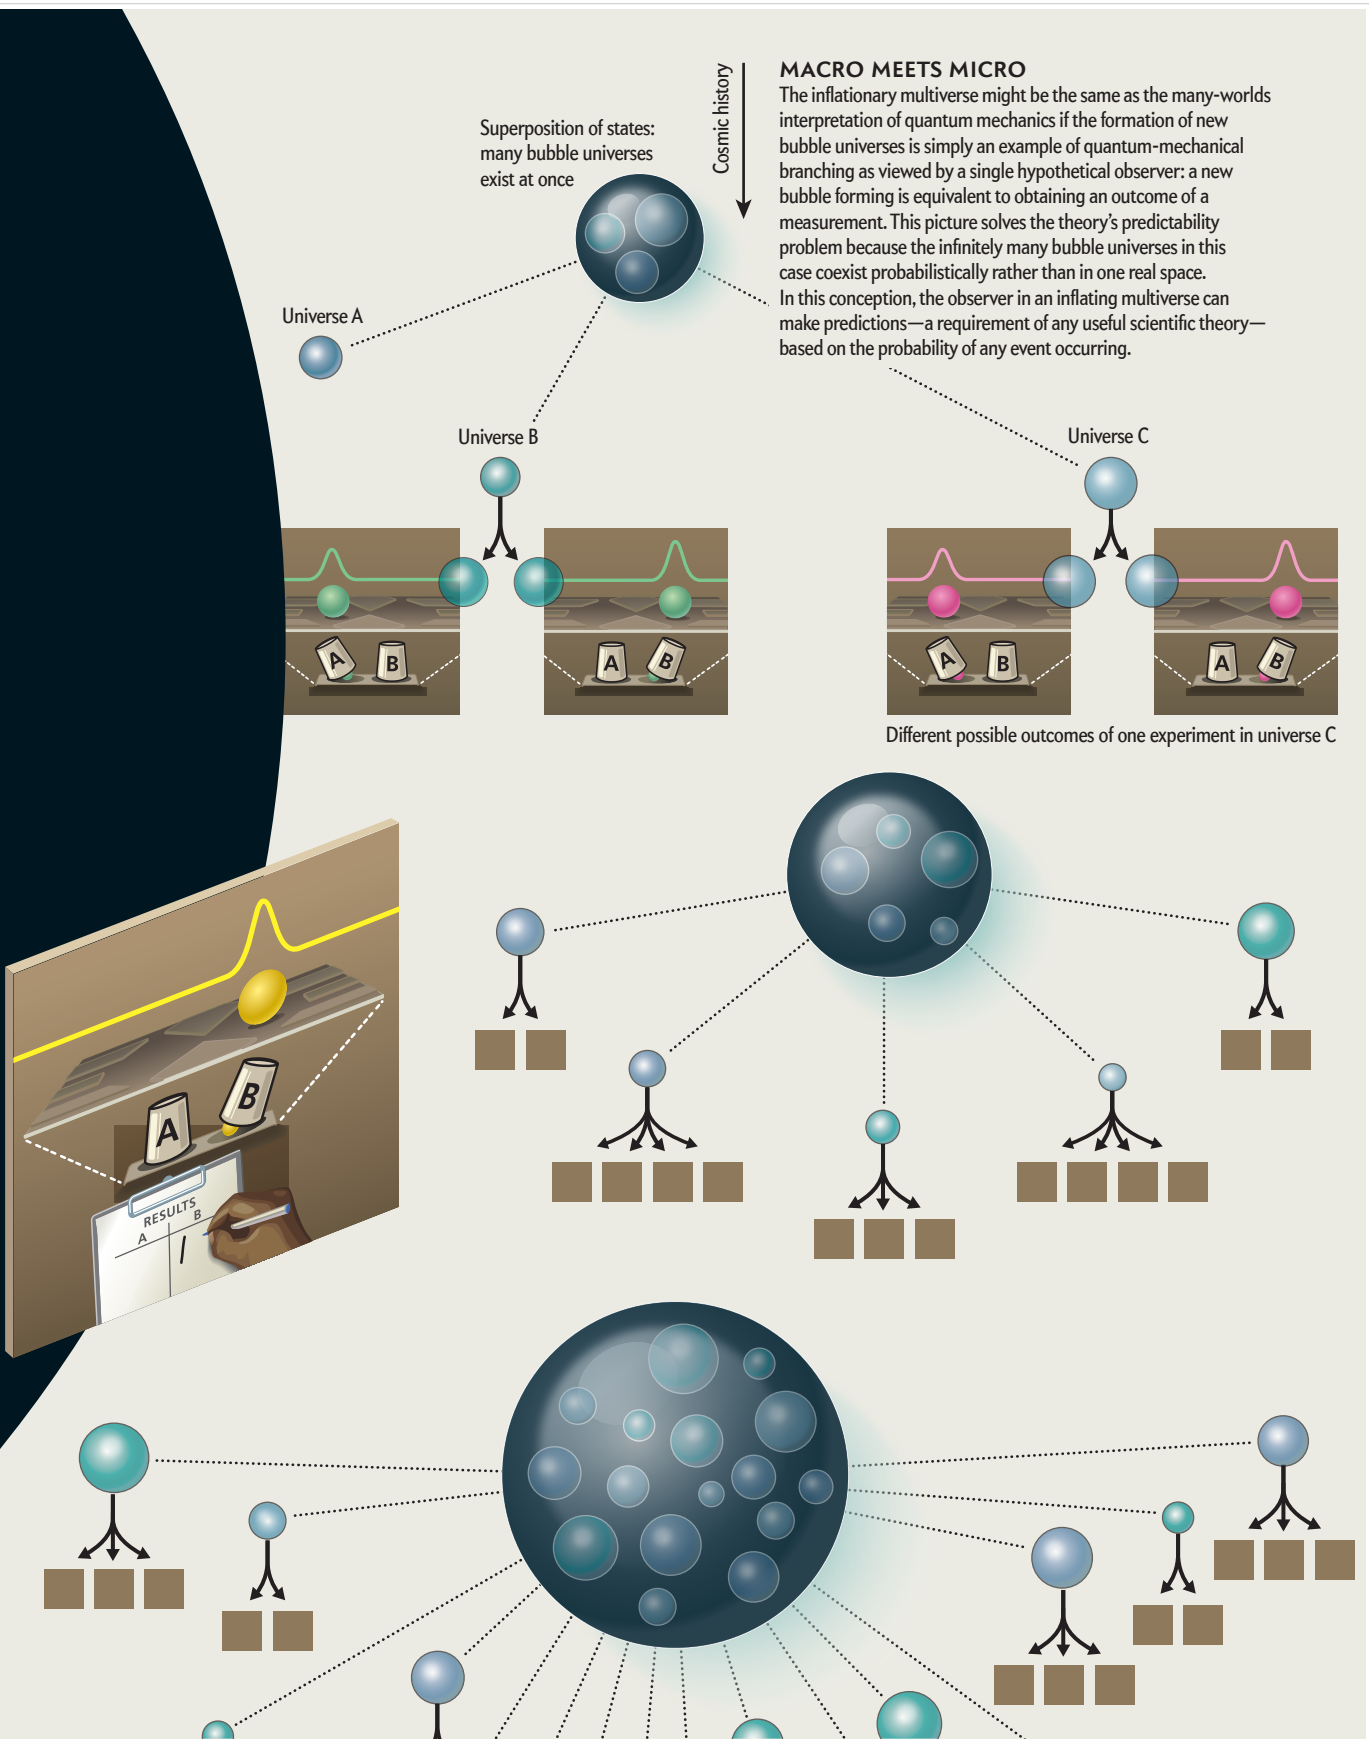 MACRO MEETS MICRO
The inflationary multiverse might be the same as the many-worlds
interpretation of quantum mechanics if the formation of new
bubble universes is simply an example of quantum-mechanical
branching as viewed by a single hypothetical observer: a new
bubble forming is equivalent to obtaining an outcome of a
measurement. This picture solves the theory’s predictability
problem because the infinitely many bubble universes in this
case coexist probabilistically rather than in one real space.
In this conception, the observer in an inflating multiverse can
make predictions—a requirement of any useful scientific theory—
based on the probability of any event occurring.
Cosmic history
Superposition of states:
many bubble universes
exist at once
Universe A
Universe B
Universe C
A B
A B
A B
A B
Different possible outcomes of one experiment in universe C
A B
RESULTS
A B